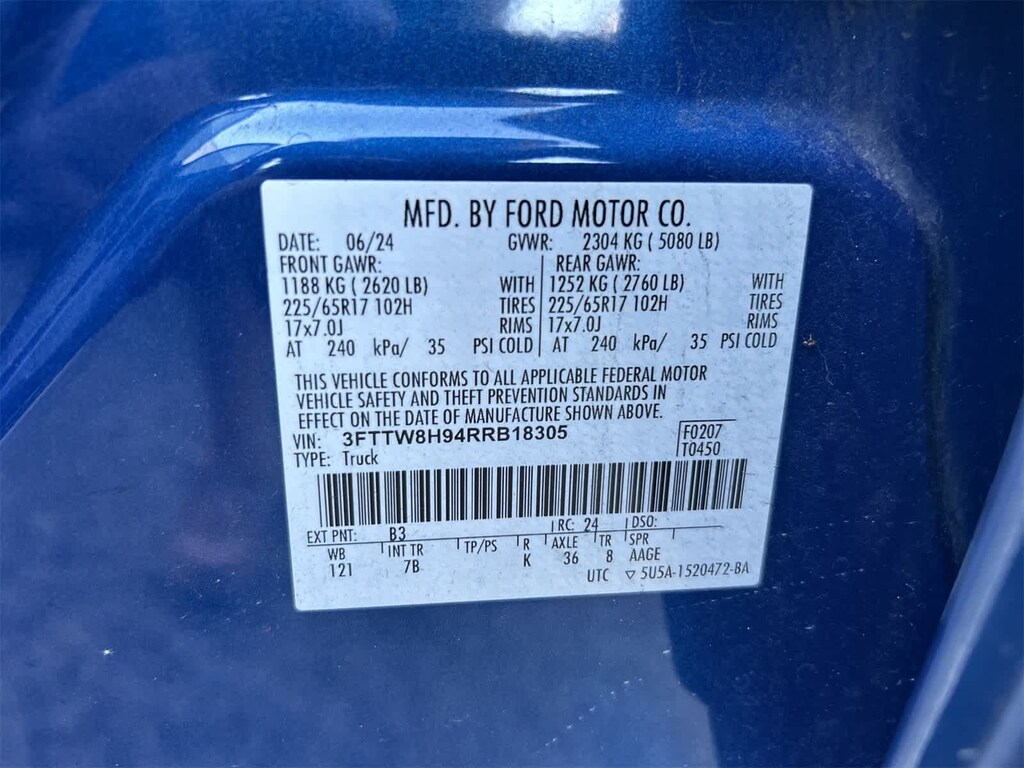 MFD. BY FORD MOTOR CO.
DATE: 06/24 GVWR: 2304 KG ( 5080 LB)
FRONT GAWR: REAR GAWR:
1188 KG ( 2620 LB) WITH 1252 KG ( 2760 LB) WITH
225/65R17 102H TIRES 225/65R17 102H TIRES
17x7.0J RIMS 17x7.0J RIMS
AT 240 kPa/ 35 PSI COLD AT 240 kPa/ 35 PSI COLD
THIS VEHICLE CONFORMS TO ALL APPLICABLE FEDERAL MOTOR
VEHICLE SAFETY AND THEFT PREVENTION STANDARDS IN
EFFECT ON THE DATE OF MANUFACTURE SHOWN ABOVE.
VIN: 3FTTW8H94RRB18305 F0207
TYPE: Truck T0450
EXT PNT: B3 RC: 24 DSO:
WB INT TR TP/PS R AXLE TR SPR
121 7B K 36 8 AAGE
UTC ▽ 5U5A-1520472-BA